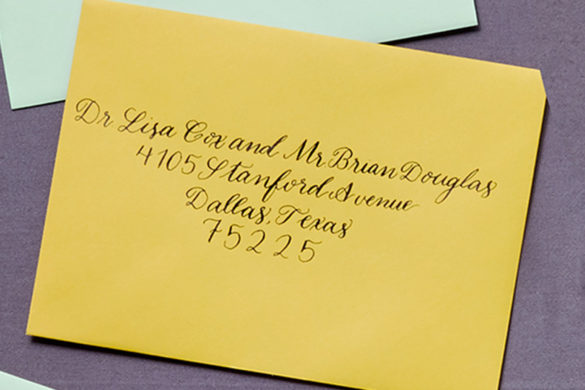 Dr Lisa Cox and Mr Brian Douglas
4105 Stanford Avenue
Dallas, Texas
75225